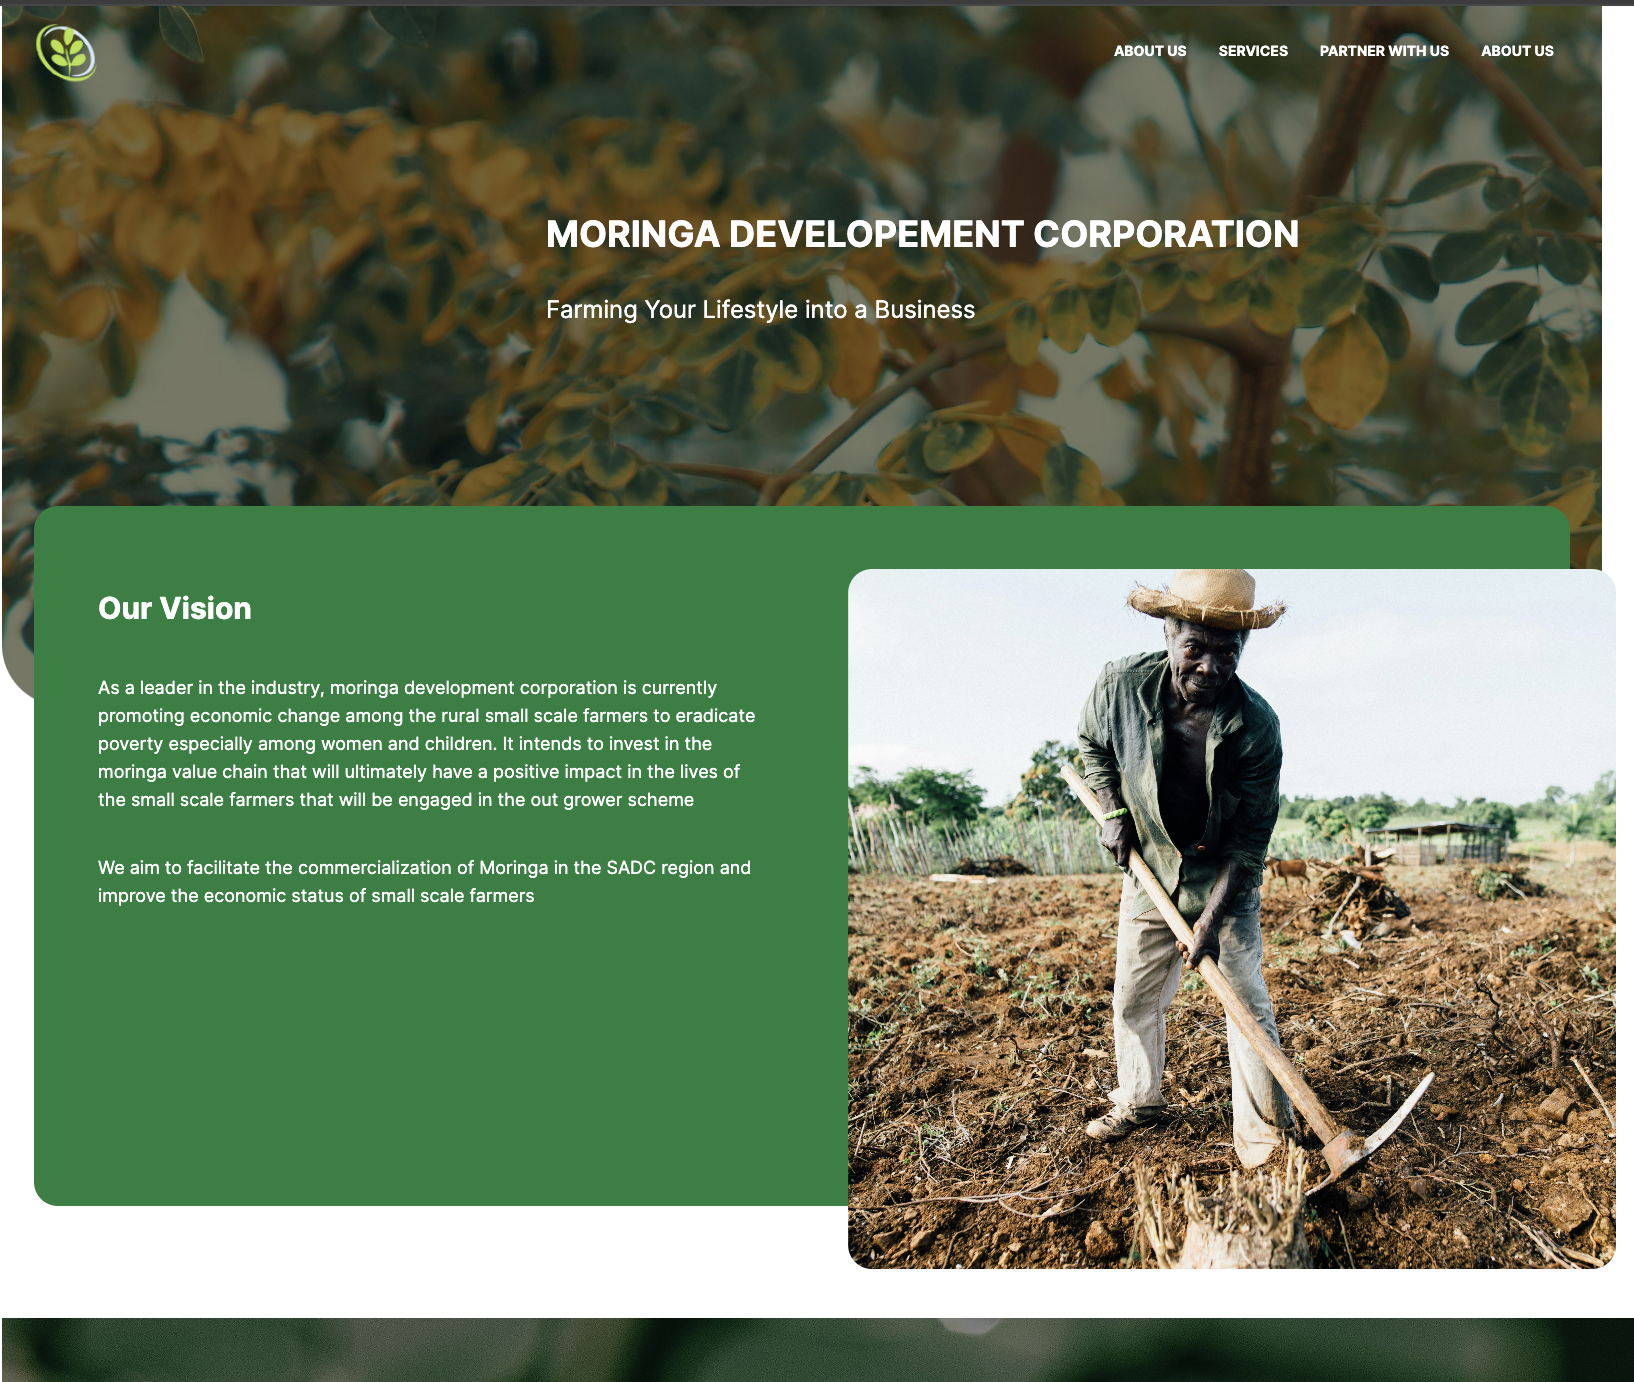 ABOUT US SERVICES PARTNER WITH US ABOUT US
MORINGA DEVELOPEMENT CORPORATION
Farming Your Lifestyle into a Business
Our Vision
As a leader in the industry, moringa development corporation is currently
promoting economic change among the rural small scale farmers to eradicate
poverty especially among women and children. It intends to invest in the
moringa value chain that will ultimately have a positive impact in the lives of
the small scale farmers that will be engaged in the out grower scheme
We aim to facilitate the commercialization of Moringa in the SADC region and
improve the economic status of small scale farmers